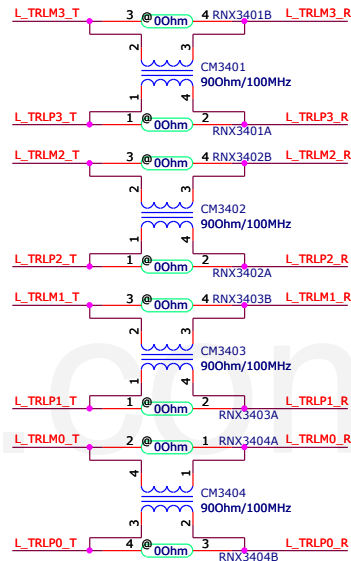 L_TRLM3_T 3 @ 0Ohm 4 RNX3401B L_TRLM3_R
2 3
CM3401
90Ohm/100MHz
1 4
L_TRLP3_T 1 @ 0Ohm 2 L_TRLP3_R
RNX3401A
L_TRLM2_T 3 @ 0Ohm 4 RNX3402B L_TRLM2_R
2 3
CM3402
90Ohm/100MHz
1 4
L_TRLP2_T 1 @ 0Ohm 2 L_TRLP2_R
RNX3402A
L_TRLM1_T 3 @ 0Ohm 4 RNX3403B L_TRLM1_R
2 3
CM3403
90Ohm/100MHz
1 4
L_TRLP1_T 1 @ 0Ohm 2 L_TRLP1_R
RNX3403A
L_TRLM0_T 2 @ 0Ohm 1 RNX3404A L_TRLM0_R
4 1
CM3404
90Ohm/100MHz
3 2
L_TRLP0_T 4 @ 0Ohm 3 L_TRLP0_R
RNX3404B
.com